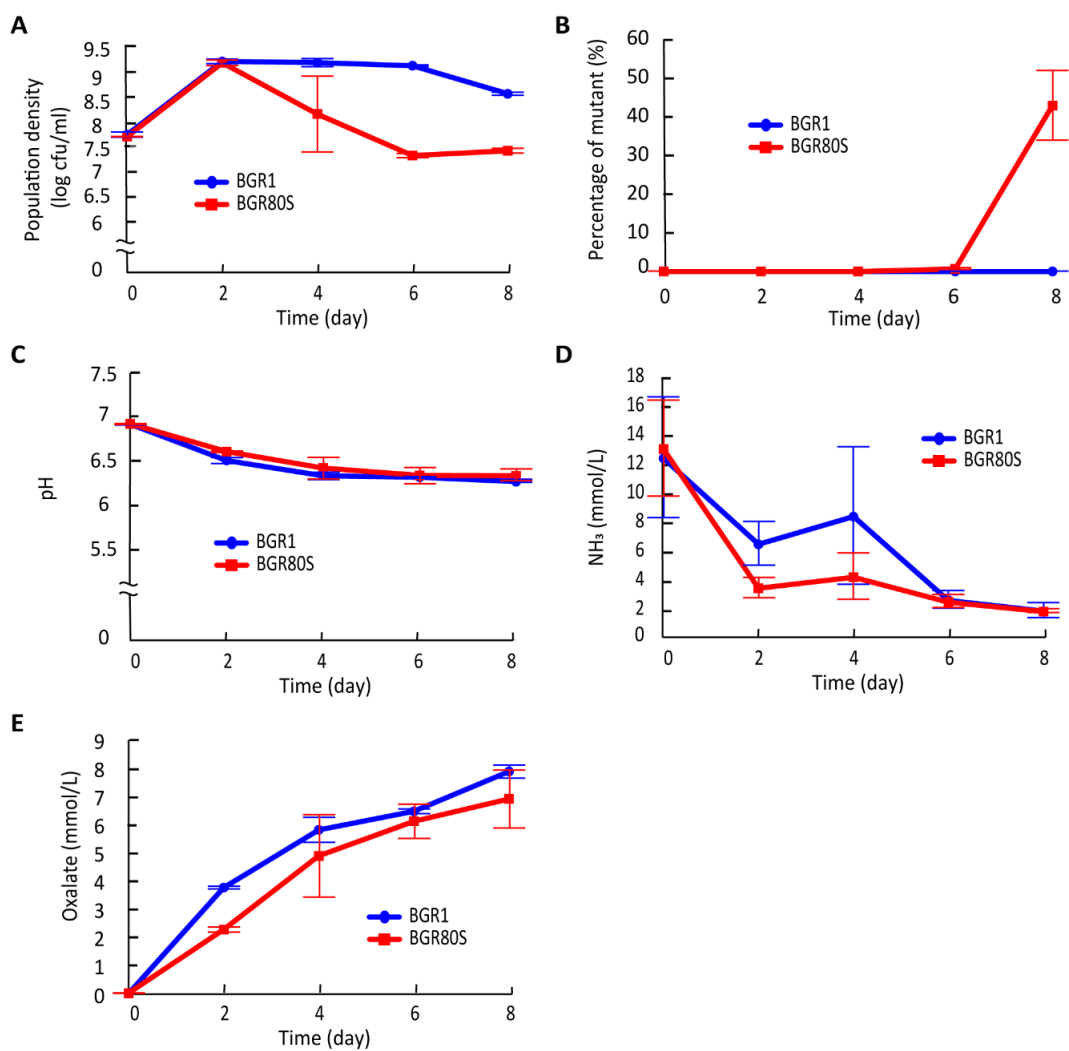 A
Population density
(log cfu/ml)
9.5
9
8.5
8
7.5
7
6.5
6
0
BGR1
BGR80S
0 2 4 6 8
Time (day)
B
Percentage of mutant (%)
60
50
40
30
20
10
0
BGR1
BGR80S
0 2 4 6 8
Time (day)
C
pH
7.5
7
6.5
6
5.5
0
BGR1
BGR80S
0 2 4 6 8
Time (day)
D
NH₃ (mmol/L)
18
16
14
12
10
8
6
4
2
0
BGR1
BGR80S
0 2 4 6 8
Time (day)
E
Oxalate (mmol/L)
9
8
7
6
5
4
3
2
1
0
BGR1
BGR80S
0 2 4 6 8
Time (day)